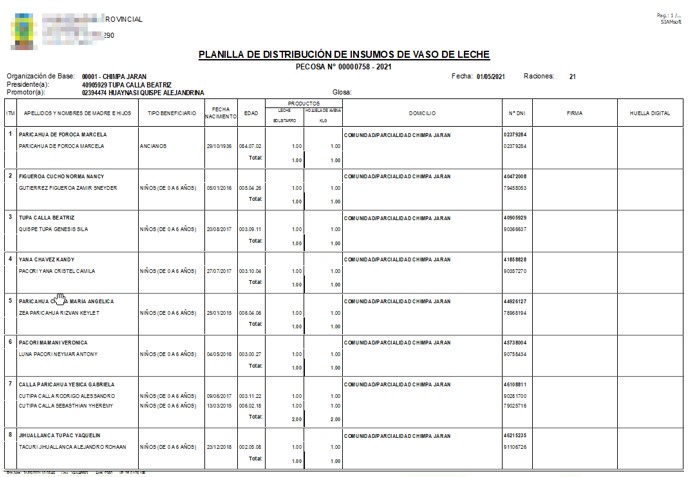 ROVINCIAL
290
Pag.: 1 /...
SIAMsoft
PLANILLA DE DISTRIBUCIÓN DE INSUMOS DE VASO DE LECHE
PECOSA N° 00000758 - 2021
Organización de Base: 00001 - CHIMPA JARAN Fecha: 01/05/2021 Raciones: 21
Presidente(a): 40905929 TUPA CALLA BEATRIZ
Promotor(a): 02394474 HUAYNASI QUISPE ALEJANDRINA Glosa:
ITM APELLIDOS Y NOMBRES DE MADRE E HIJOS TIPO BENEFICIARIO FECHA NACIMIENTO EDAD PRODUCTOS DOMICILIO N° DNI FIRMA HUELLA DIGITAL
LECHE HOJUELA DE AVENA
BOLSTARRO KILO
1 PARICAHUA DE POROCA MARCELA COMUNIDAD/PARCIALIDAD CHIMPA JARAN 02379284
PARICAHUA DE POROCA MARCELA ANCIANOS 29/10/1936 084.07.02 1.00 1.00 02379284
Total: 1.00 1.00
2 FIGUEROA CUCHO NORMA NANCY COMUNIDAD/PARCIALIDAD CHIMPA JARAN 40472008
GUTIERREZ FIGUEROA ZAMIR SNEYDER NIÑOS (DE 0 A 6 AÑOS) 05/01/2016 005.04.26 1.00 1.00 79458053
Total: 1.00 1.00
3 TUPA CALLA BEATRIZ COMUNIDAD/PARCIALIDAD CHIMPA JARAN 40905929
QUISPE TUPA GENESIS SILA NIÑOS (DE 0 A 6 AÑOS) 20/08/2017 003.09.11 1.00 1.00 90366637
Total: 1.00 1.00
4 YANA CHAVEZ KANDY COMUNIDAD/PARCIALIDAD CHIMPA JARAN 41858828
PACORI YANA CRISTEL CAMILA NIÑOS (DE 0 A 6 AÑOS) 27/07/2017 003.10.04 1.00 1.00 90357270
Total: 1.00 1.00
5 PARICAHUA MARIA ANGELICA COMUNIDAD/PARCIALIDAD CHIMPA JARAN 44926127
ZEA PARICAHUA RIZVAN KEYLET NIÑOS (DE 0 A 6 AÑOS) 25/01/2015 006.04.06 1.00 1.00 78966194
Total: 1.00 1.00
6 PACORI MAMANI VERONICA COMUNIDAD/PARCIALIDAD CHIMPA JARAN 45736004
LUNA PACORI NEYMAR ANTONY NIÑOS (DE 0 A 6 AÑOS) 04/05/2018 003.00.27 1.00 1.00 90788434
Total: 1.00 1.00
7 CALLA PARICAHUA YESICA GABRIELA COMUNIDAD/PARCIALIDAD CHIMPA JARAN 46108811
CUTIPA CALLA RODRIGO ALESSANDRO NIÑOS (DE 0 A 6 AÑOS) 09/06/2017 003.11.22 1.00 1.00 90281700
CUTIPA CALLA SEBASTHIAN YHEREMY NIÑOS (DE 0 A 6 AÑOS) 13/03/2015 006.02.18 1.00 1.00 79025716
Total: 2.00 2.00
8 JIHUALLANCA TUPAC YAQUELIN COMUNIDAD/PARCIALIDAD CHIMPA JARAN 46215235
TACURI JIHUALLANCA ALEJANDRO ROHAAN NIÑOS (DE 0 A 6 AÑOS) 23/12/2018 002.05.08 1.00 1.00 91106726
Total: 1.00 1.00